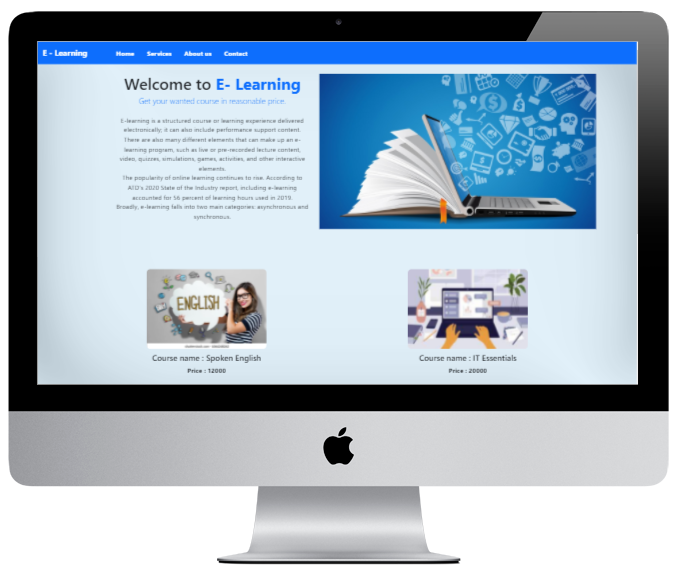 E - Learning Home Services About us Contact
Welcome to E- Learning
Get your wanted course in reasonable price.
E-learning is a structured course or learning experience delivered
electronically; it can also include performance support content.
There are also many different elements that can make up an e-
learning program, such as live or pre-recorded lecture content,
video, quizzes, simulations, games, activities, and other interactive
elements.
The popularity of online learning continues to rise. According to
ATD's 2020 State of the Industry report, including e-learning
accounted for 56 percent of learning hours used in 2019.
Broadly, e-learning falls into two main categories: asynchronous and
synchronous.
ENGLISH
Course name : Spoken English
Price : 12000
Course name : IT Essentials
Price : 20000